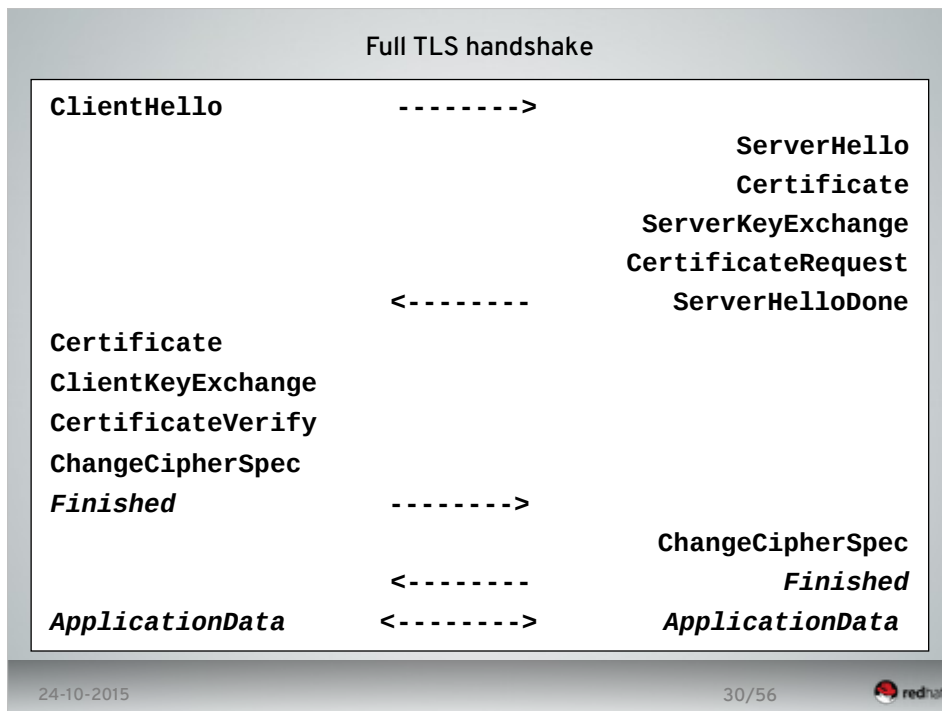 Full TLS handshake
ClientHello -------->
ServerHello
Certificate
ServerKeyExchange
CertificateRequest
<-------- ServerHelloDone
Certificate
ClientKeyExchange
CertificateVerify
ChangeCipherSpec
Finished -------->
ChangeCipherSpec
<-------- Finished
ApplicationData <--------> ApplicationData
24-10-2015 30/56 redhat